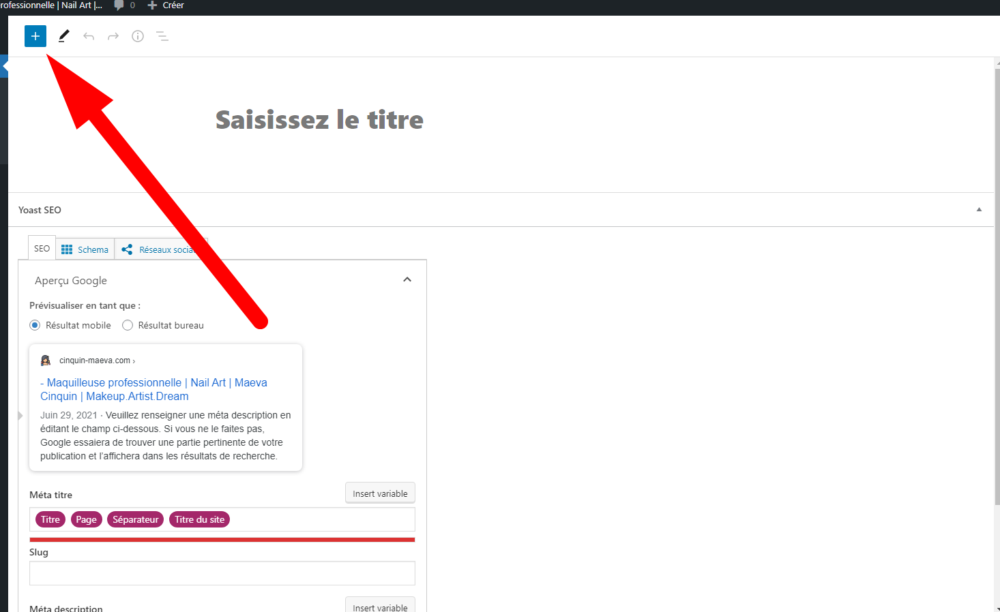 rofessionnelle | Nail Art |... 0 Créer
Saisissez le titre
Yoast SEO
SEO Schema Réseaux socia
Aperçu Google
Prévisualiser en tant que :
Résultat mobile Résultat bureau
cinquin-maeva.com ›
- Maquilleuse professionnelle | Nail Art | Maeva
Cinquin | Makeup.Artist.Dream
Juin 29, 2021 · Veuillez renseigner une méta description en
éditant le champ ci-dessous. Si vous ne le faites pas,
Google essaiera de trouver une partie pertinente de votre
publication et l’affichera dans les résultats de recherche.
Méta titre Insert variable
Titre Page Séparateur Titre du site
Slug
Méta description Insert variable